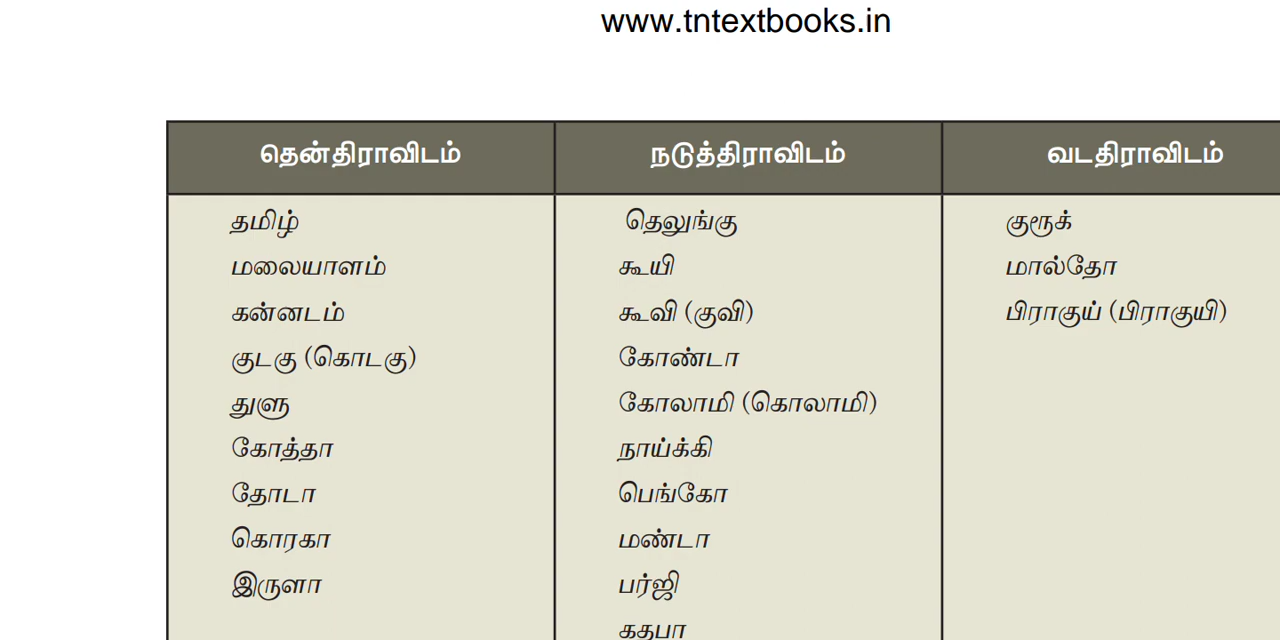 www.tntextbooks.in
தென்திராவிடம் நடுத்திராவிடம் வடதிராவிடம்
தமிழ் தெலுங்கு குரூக்
மலையாளம் கூயி மால்தோ
கன்னடம் கூவி (குவி) பிராகுய் (பிராகுயி)
குடகு (கொடகு) கோண்டா
துளு கோலாமி (கொலாமி)
கோத்தா நாய்க்கி
தோடா பெங்கோ
கொரகா மண்டா
இருளா பர்ஜி
கதபா